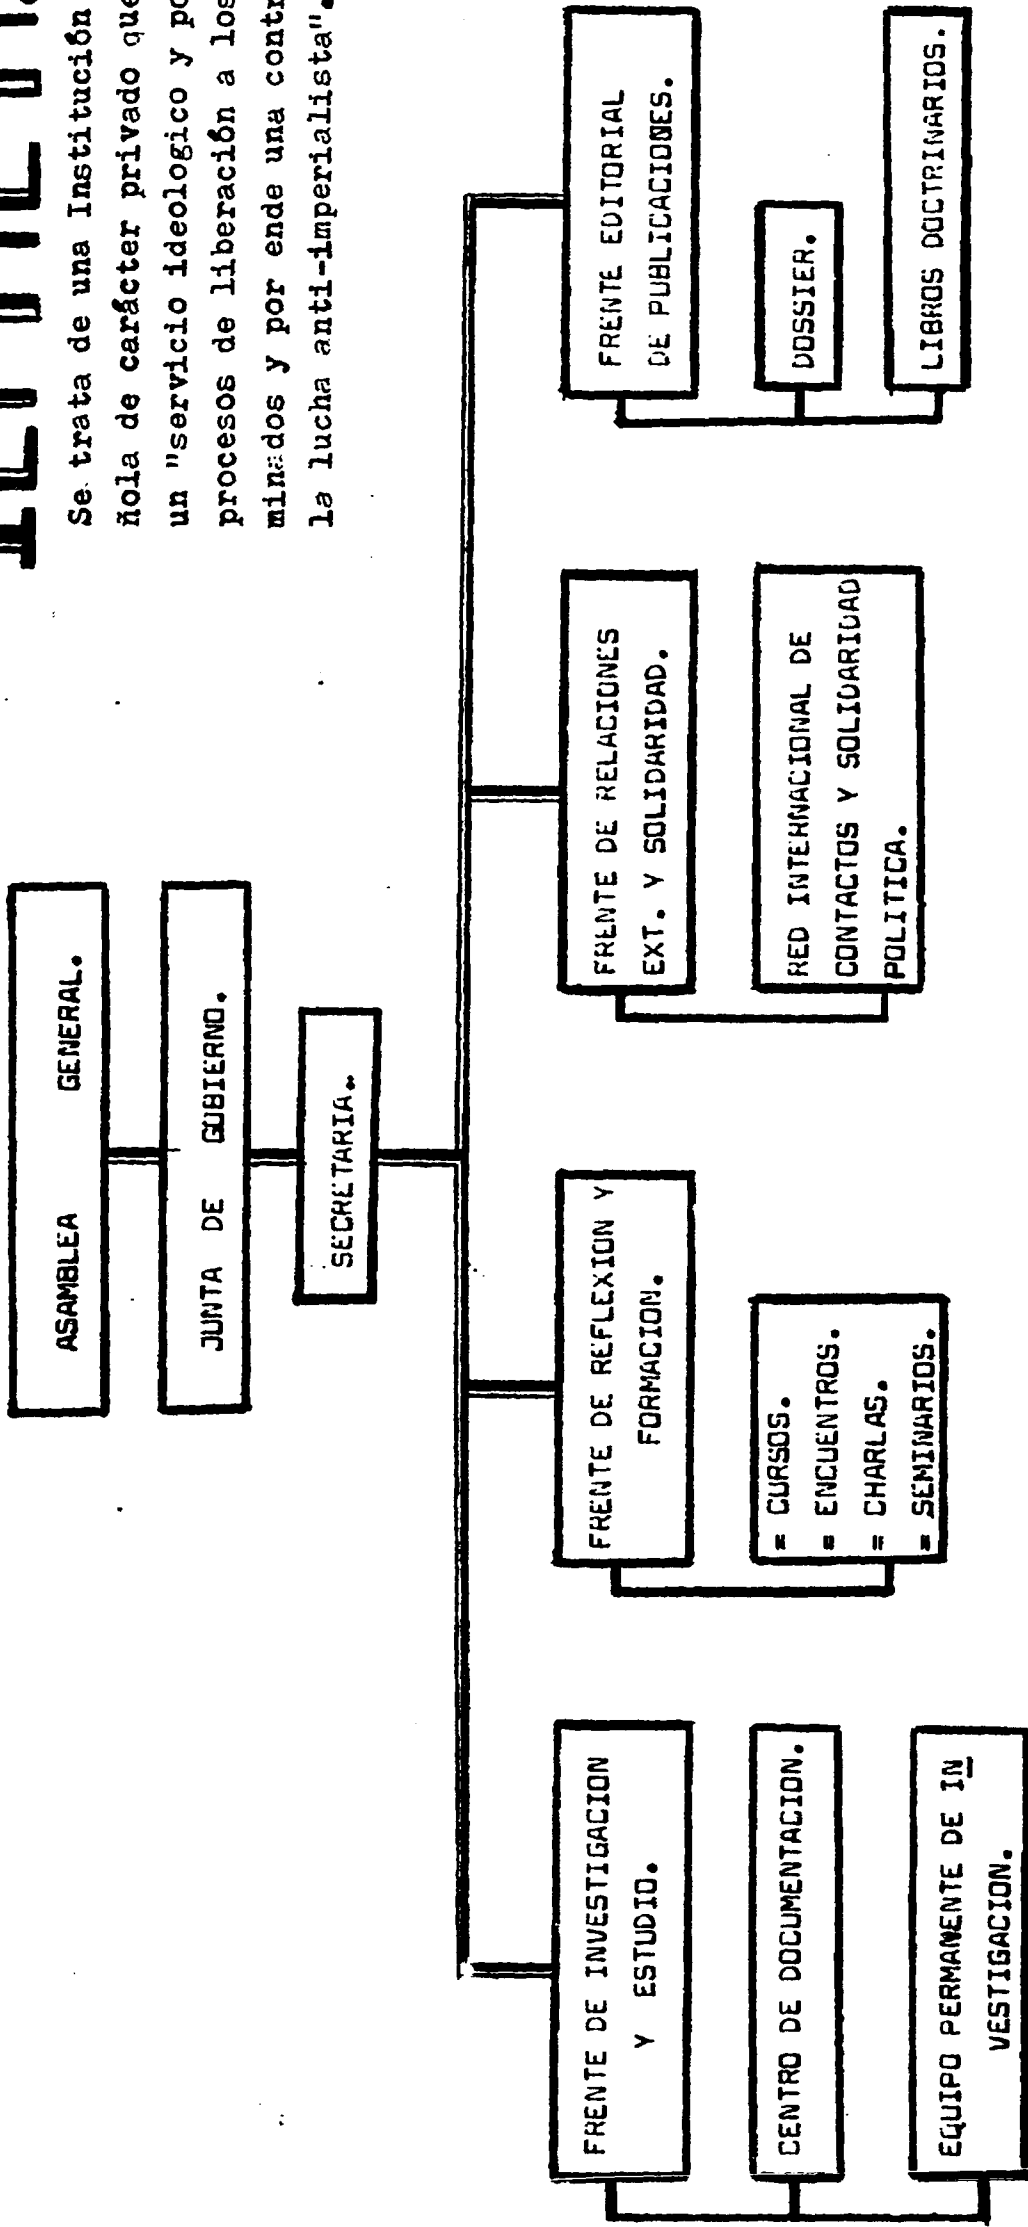 Se trata de una Institución
ñola de carácter privado que
un "servicio ideologico y
procesos de liberación a los
minados y por ende una
la lucha anti-imperialista".
ASAMBLEA GENERAL.
JUNTA DE GOBIERNO.
SECRETARIA.
FRENTE DE INVESTIGACION
Y ESTUDIO.
CENTRO DE DOCUMENTACION.
EQUIPO PERMANENTE DE IN
VESTIGACION.
FRENTE DE REFLEXION Y
FORMACION.
= CURSOS.
= ENCUENTROS.
= CHARLAS.
= SEMINARIOS.
FRENTE DE RELACIONES
EXT. Y SOLIDARIDAD.
RED INTERNACIONAL DE
CONTACTOS Y SOLIDARIDAD
POLITICA.
FRENTE EDITORIAL
DE PUBLICACIONES.
DOSSIER.
LIBROS DOCTRINARIOS.